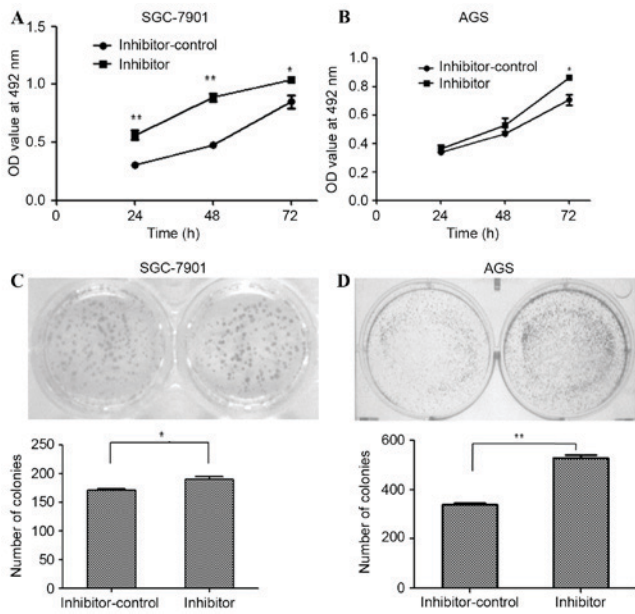 A
SGC-7901
OD value at 492 nm
1.5
1.0
0.5
0.0
Inhibitor-control
Inhibitor
**
**
*
0
24
48
72
Time (h)
B
AGS
OD value at 492 nm
1.0
0.8
0.6
0.4
0.2
0.0
Inhibitor-control
Inhibitor
*
0
24
48
72
Time (h)
C
SGC-7901
Number of colonies
250
200
150
100
50
0
*
Inhibitor-control
Inhibitor
D
AGS
Number of colonies
600
400
200
0
**
Inhibitor-control
Inhibitor